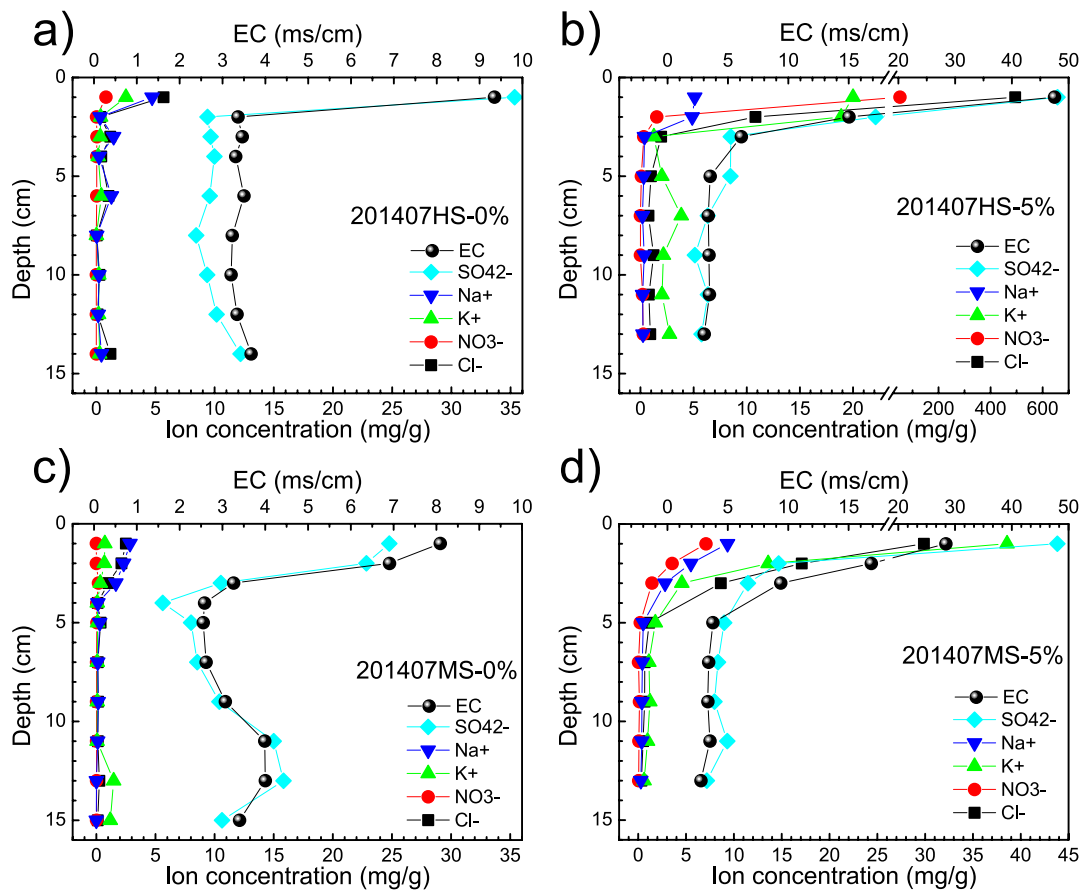 a)
EC (ms/cm)
0 1 2 3 4 5 6 7 8 9 10
0
5
10
15
Depth (cm)
201407HS-0%
EC
SO42-
Na+
K+
NO3-
Cl-
0 5 10 15 20 25 30 35
Ion concentration (mg/g)
b)
EC (ms/cm)
0 5 10 15 20 30 40 50
0
5
10
15
Depth (cm)
201407HS-5%
EC
SO42-
Na+
K+
NO3-
Cl-
0 5 10 15 20 200 400 600
Ion concentration (mg/g)
c)
EC (ms/cm)
0 1 2 3 4 5 6 7 8 9 10
0
5
10
15
Depth (cm)
201407MS-0%
EC
SO42-
Na+
K+
NO3-
Cl-
0 5 10 15 20 25 30 35
Ion concentration (mg/g)
d)
EC (ms/cm)
0 5 10 15 20 30 40 50
0
5
10
15
Depth (cm)
201407MS-5%
EC
SO42-
Na+
K+
NO3-
Cl-
0 5 10 15 20 25 30 35 40 45
Ion concentration (mg/g)